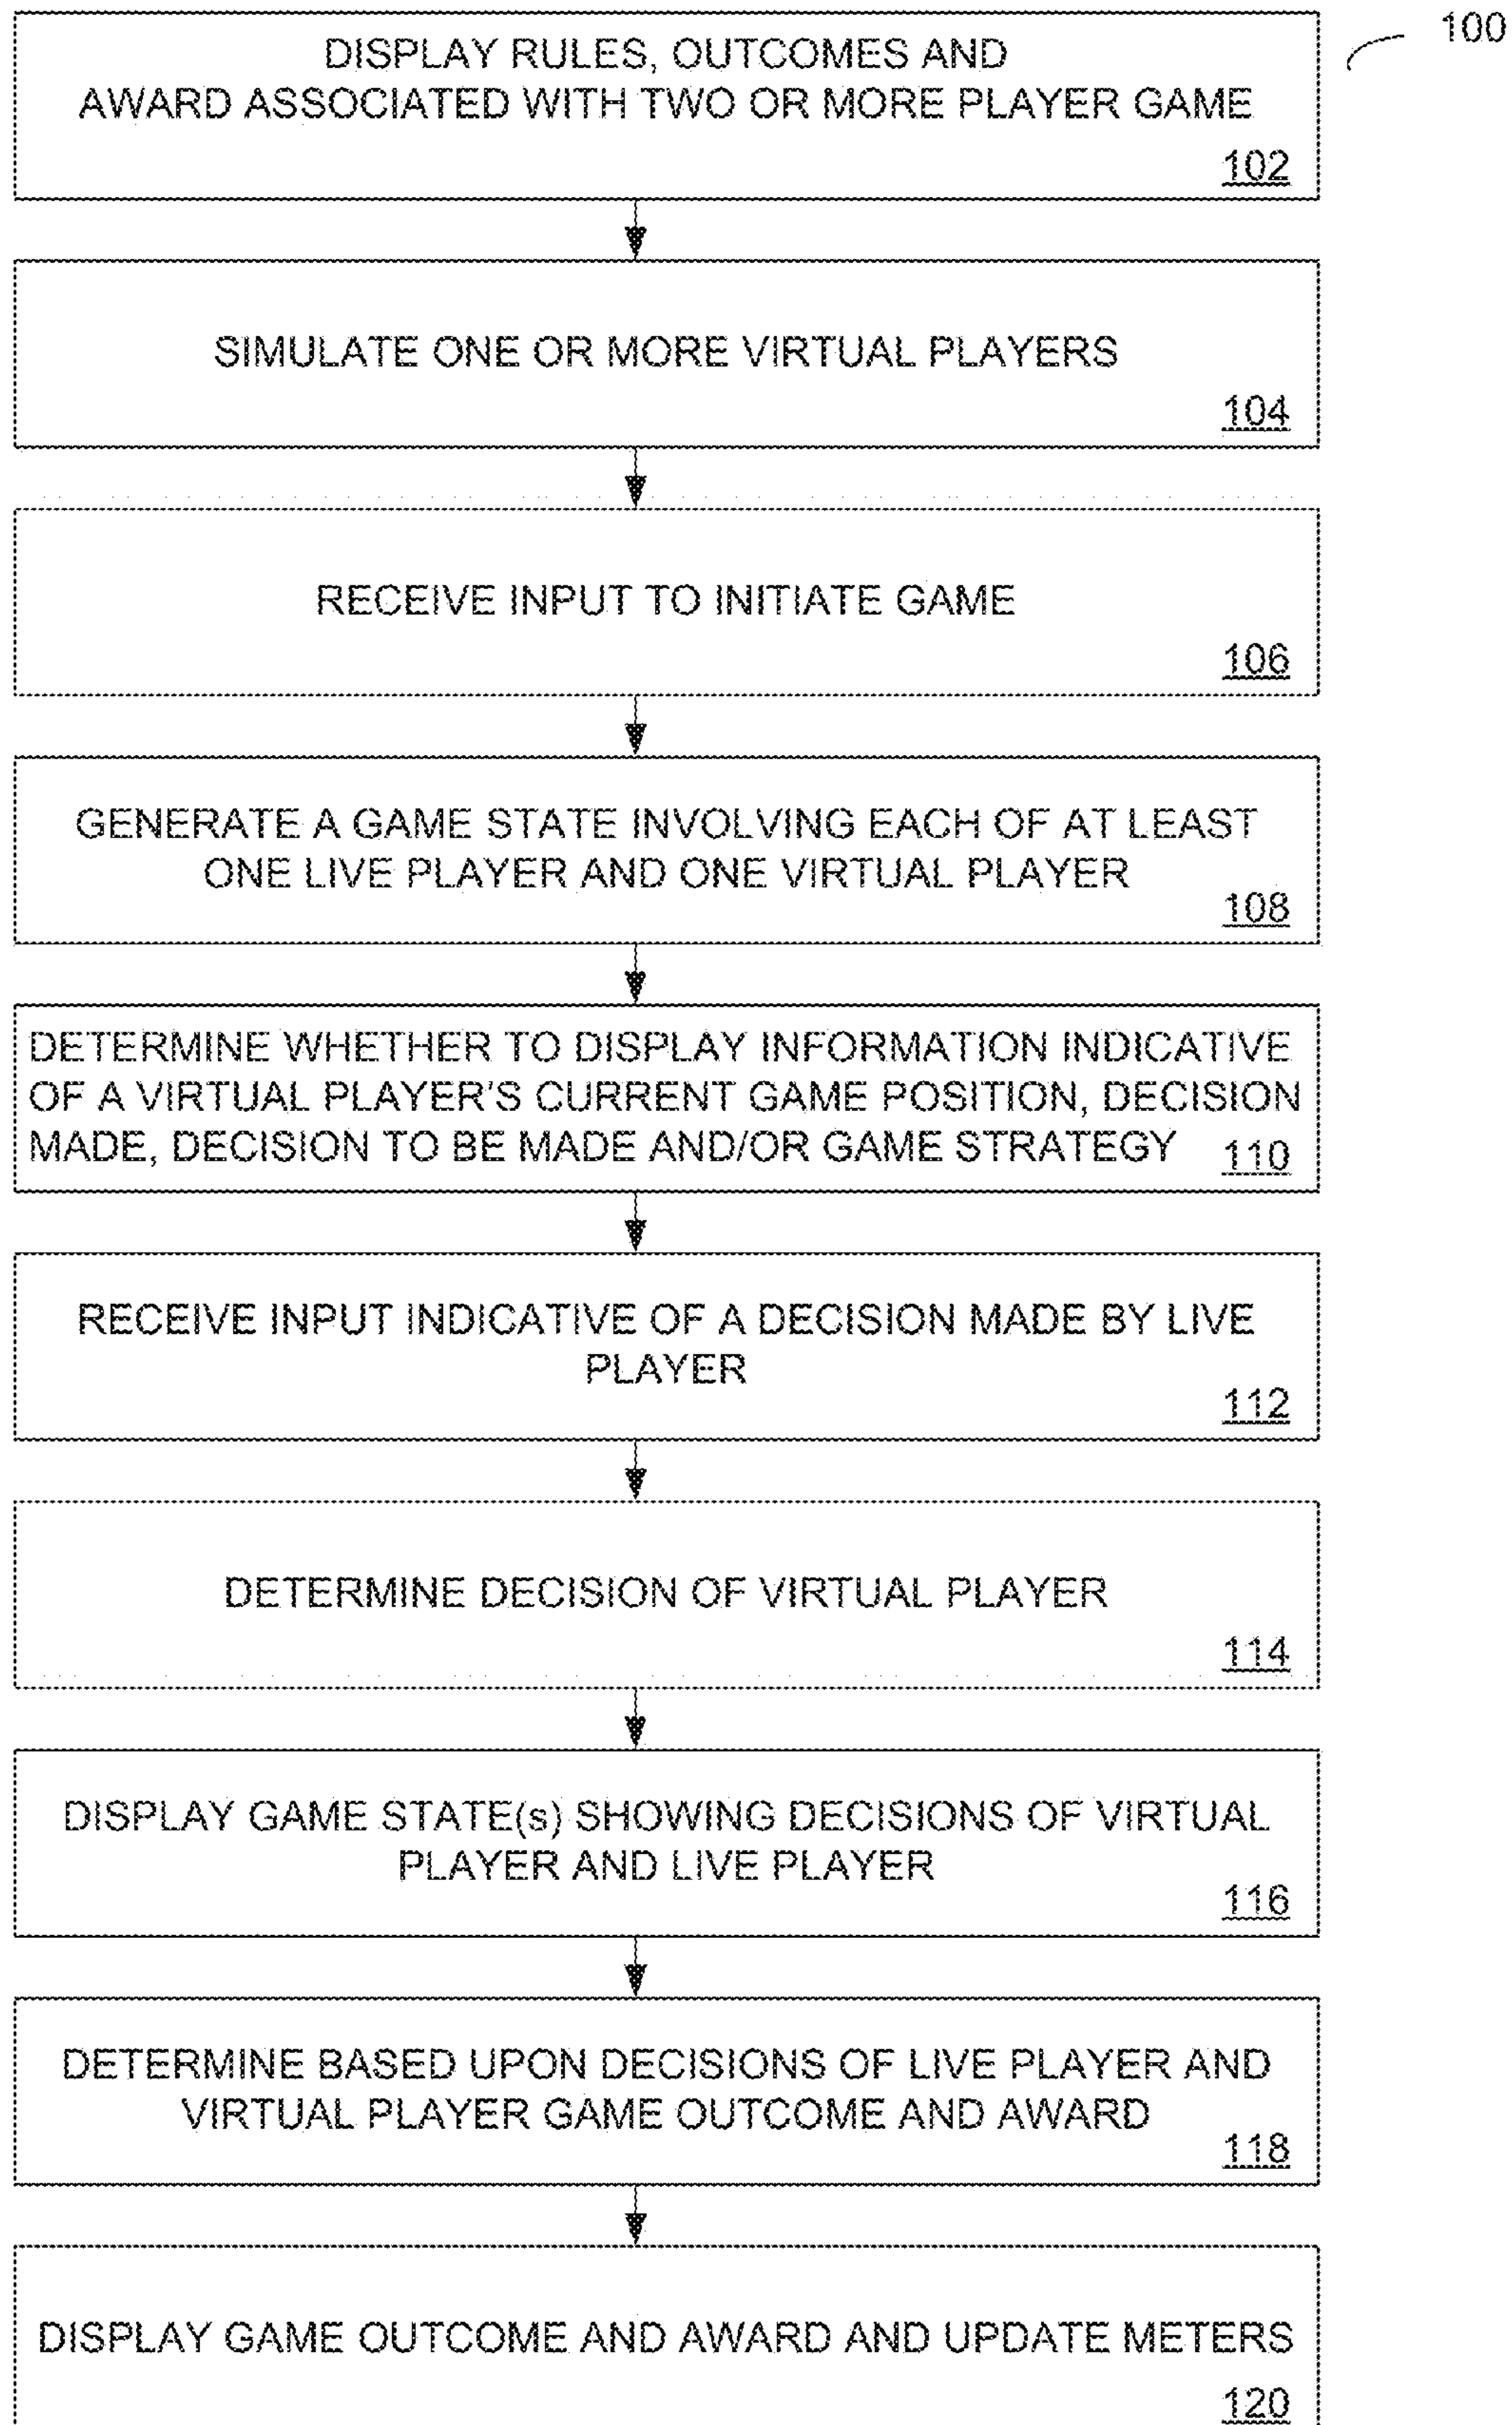 100
DISPLAY RULES, OUTCOMES AND
AWARD ASSOCIATED WITH TWO OR MORE PLAYER GAME
102
SIMULATE ONE OR MORE VIRTUAL PLAYERS
104
RECEIVE INPUT TO INITIATE GAME
106
GENERATE A GAME STATE INVOLVING EACH OF AT LEAST
ONE LIVE PLAYER AND ONE VIRTUAL PLAYER
108
DETERMINE WHETHER TO DISPLAY INFORMATION INDICATIVE
OF A VIRTUAL PLAYER'S CURRENT GAME POSITION, DECISION
MADE, DECISION TO BE MADE AND/OR GAME STRATEGY 110
RECEIVE INPUT INDICATIVE OF A DECISION MADE BY LIVE
PLAYER
112
DETERMINE DECISION OF VIRTUAL PLAYER
114
DISPLAY GAME STATE(s) SHOWING DECISIONS OF VIRTUAL
PLAYER AND LIVE PLAYER
116
DETERMINE BASED UPON DECISIONS OF LIVE PLAYER AND
VIRTUAL PLAYER GAME OUTCOME AND AWARD
118
DISPLAY GAME OUTCOME AND AWARD AND UPDATE METERS
120